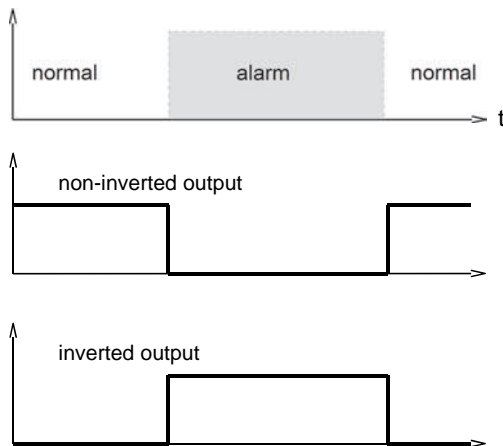 normal alarm normal
t
non-inverted output
inverted output